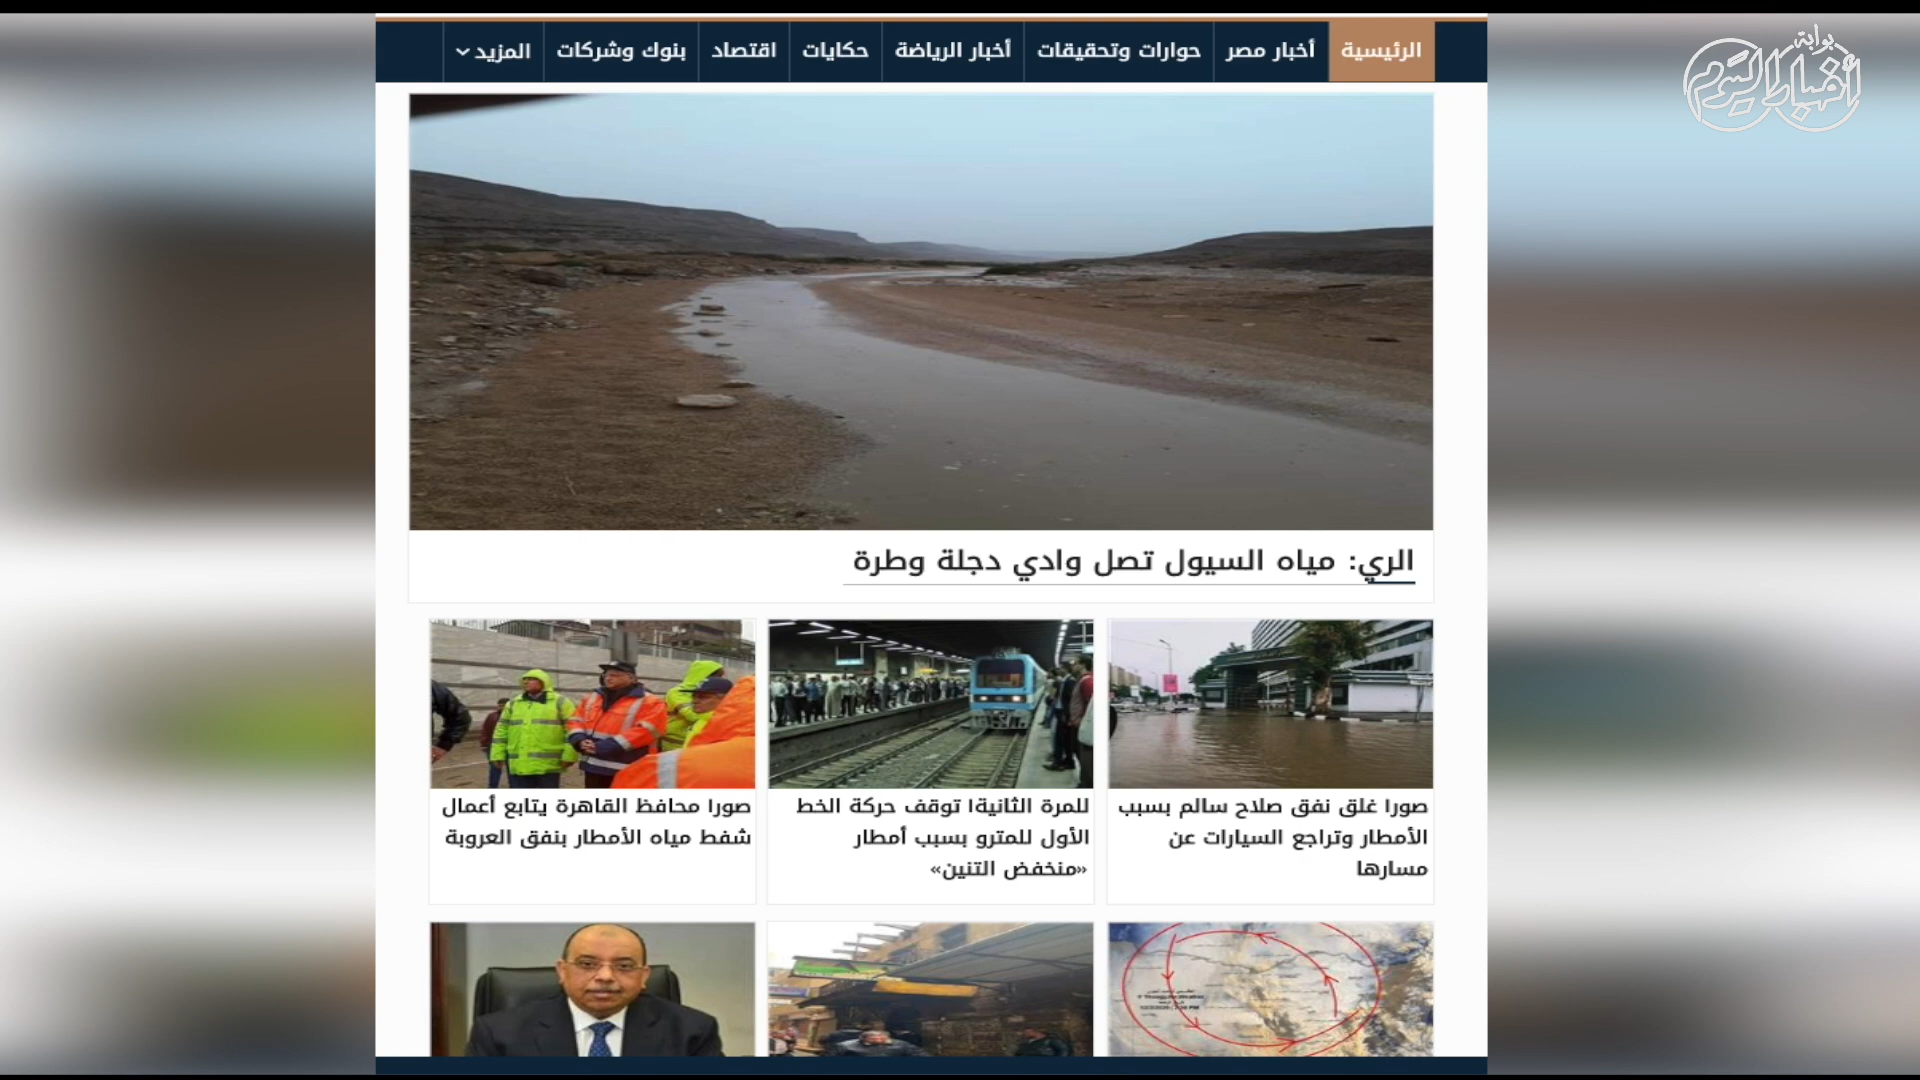 بوابة
أخبار اليوم
الرئيسية
أخبار مصر
حوارات وتحقيقات
أخبار الرياضة
حكايات
اقتصاد
بنوك وشركات
المزيد
الري: مياه السيول تصل وادي دجلة وطرة
صور| غلق نفق صلاح سالم بسبب
الأمطار وتراجع السيارات عن
مسارها
للمرة الثانية| توقف حركة الخط
الأول للمترو بسبب أمطار
«منخفض التنين»
صور| محافظ القاهرة يتابع أعمال
شفط مياه الأمطار بنفق العروبة